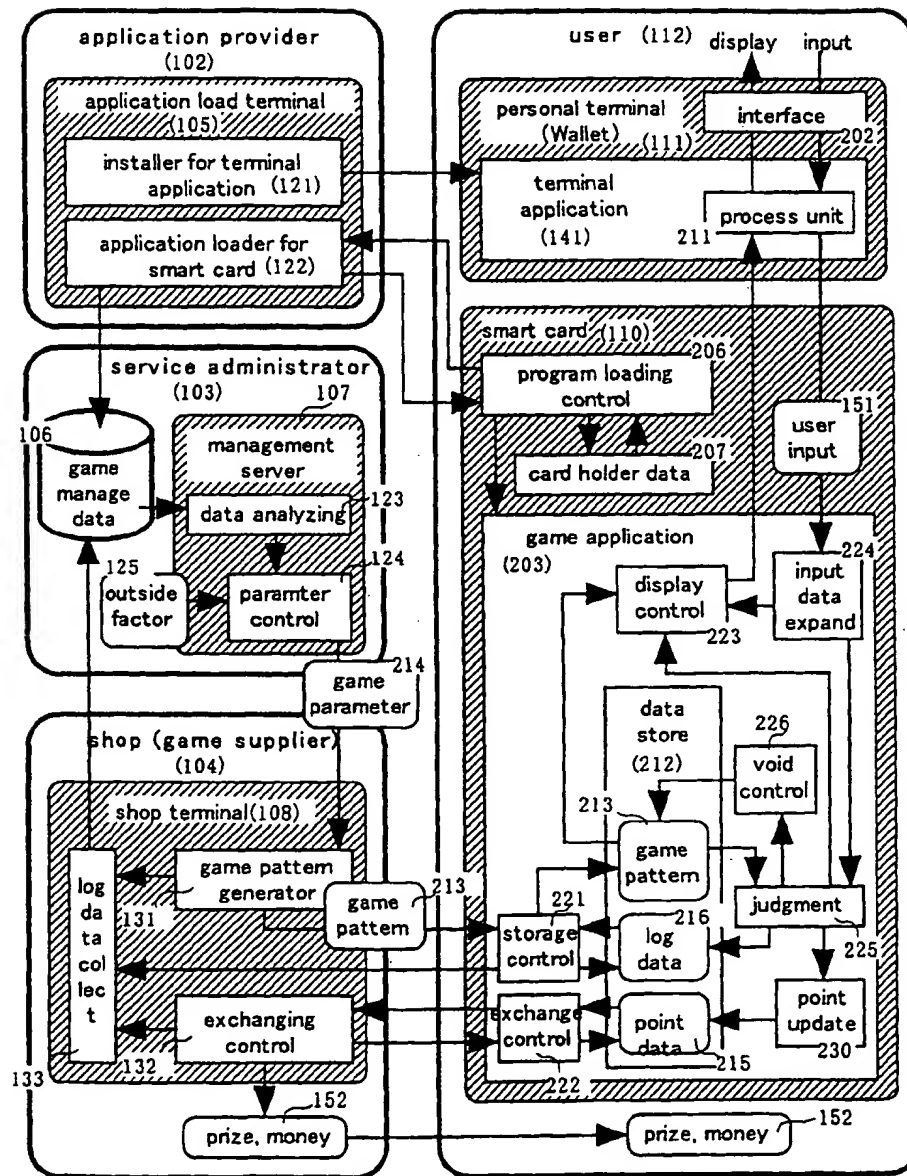 application provider
(102)
application load terminal
(105)
installer for terminal
application (121)
application loader for
smart card (122)
user (112)
display
input
personal terminal
(Wallet)
(111)
interface
202
terminal
application
(141)
process unit
211
service administrator
(103)
107
106
game
manage
data
management
server
data analyzing
123
124
125
outside
factor
paramter
control
214
game
parameter
smart card (110)
206
program loading
control
207
card holder data
151
user
input
game application
(203)
224
input
data
expand
display
control
223
data
store
(212)
226
void
control
213
game
pattern
judgment
225
221
storage
control
216
log
data
exchange
control
222
point
data
215
point
update
230
shop (game supplier)
(104)
shop terminal(108)
log
data
col
lec
t
133
game pattern
generator
131
game
pattern
213
exchanging
control
132
152
prize, money
152
prize, money